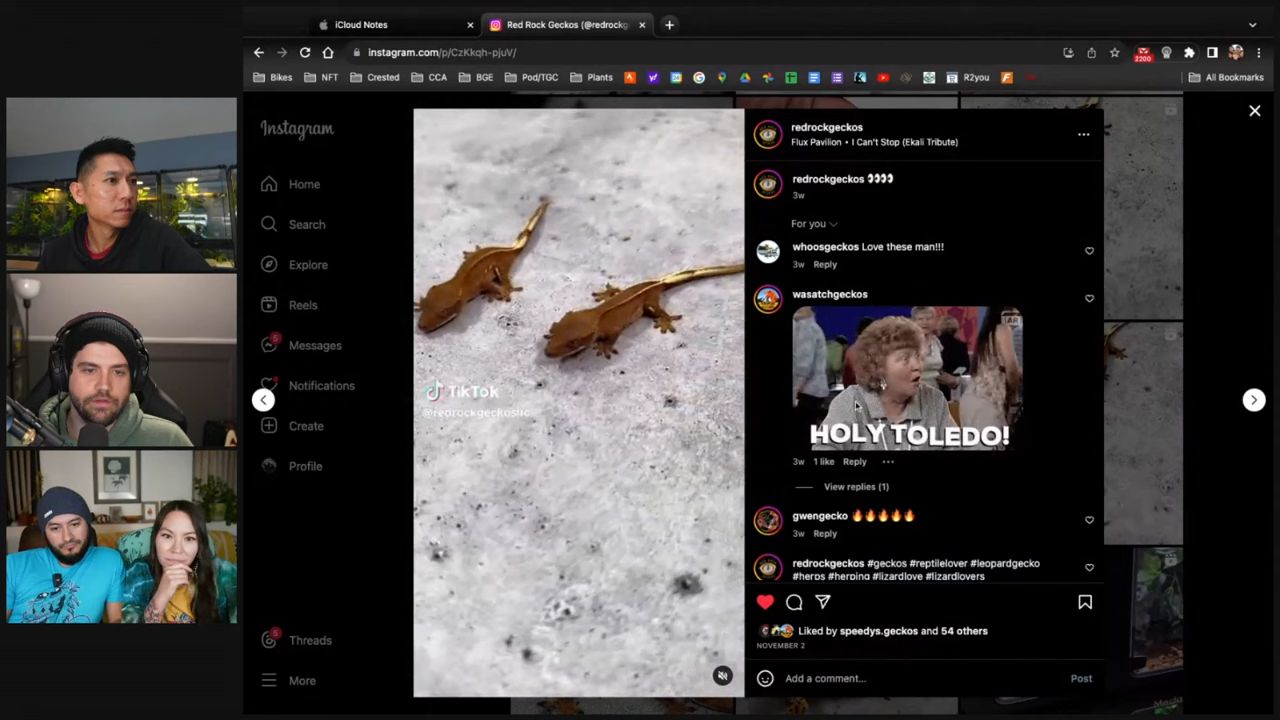 iCloud Notes
Red Rock Geckos (@redrockg
instagram.com/p/CzKkqh-pjuV/
2200
Bikes
NFT
Crested
CCA
BGE
Pod/TGC
Plants
R2you
All Bookmarks
Instagram
Home
Search
Explore
Reels
5
Messages
Notifications
Create
Profile
5
Threads
More
TikTok
@redrockgeckosllc
redrockgeckos
Flux Pavilion • I Can't Stop (Ekali Tribute)
redrockgeckos 👀👀
3w
For you
whoosgeckos Love these man!!!
3w Reply
wasatchgeckos
HOLY TOLEDO!
3w 1 like Reply
View replies (1)
gwengecko 🔥🔥🔥🔥🔥
3w Reply
redrockgeckos #geckos #reptilelover #leopardgecko
#herps #herping #lizardlove #lizardlovers
Liked by speedys.geckos and 54 others
NOVEMBER 2
Add a comment...
Post